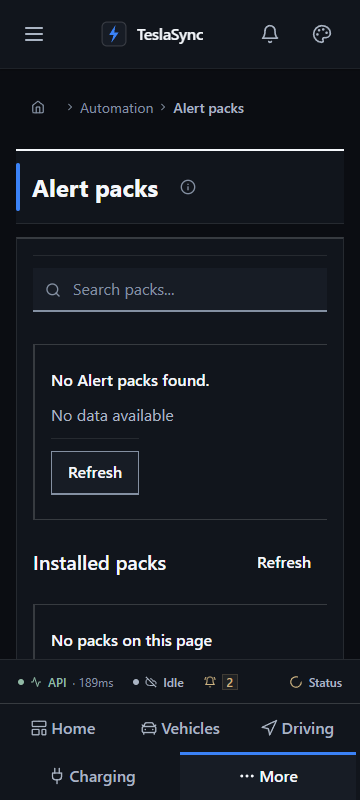 TeslaSync
Automation
Alert packs
Alert packs
Search packs...
No Alert packs found.
No data available
Refresh
Installed packs
Refresh
No packs on this page
API · 189ms
Idle
2
Status
Home
Vehicles
Driving
Charging
More